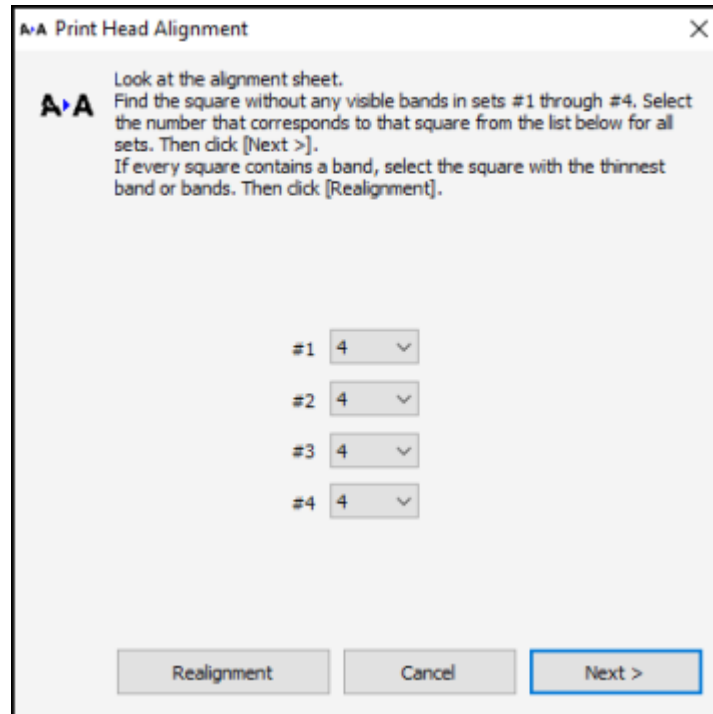 A▸A Print Head Alignment
A▸A
Look at the alignment sheet.
Find the square without any visible bands in sets #1 through #4. Select
the number that corresponds to that square from the list below for all
sets. Then click [Next >].
If every square contains a band, select the square with the thinnest
band or bands. Then click [Realignment].
#1 4
#2 4
#3 4
#4 4
Realignment Cancel Next >